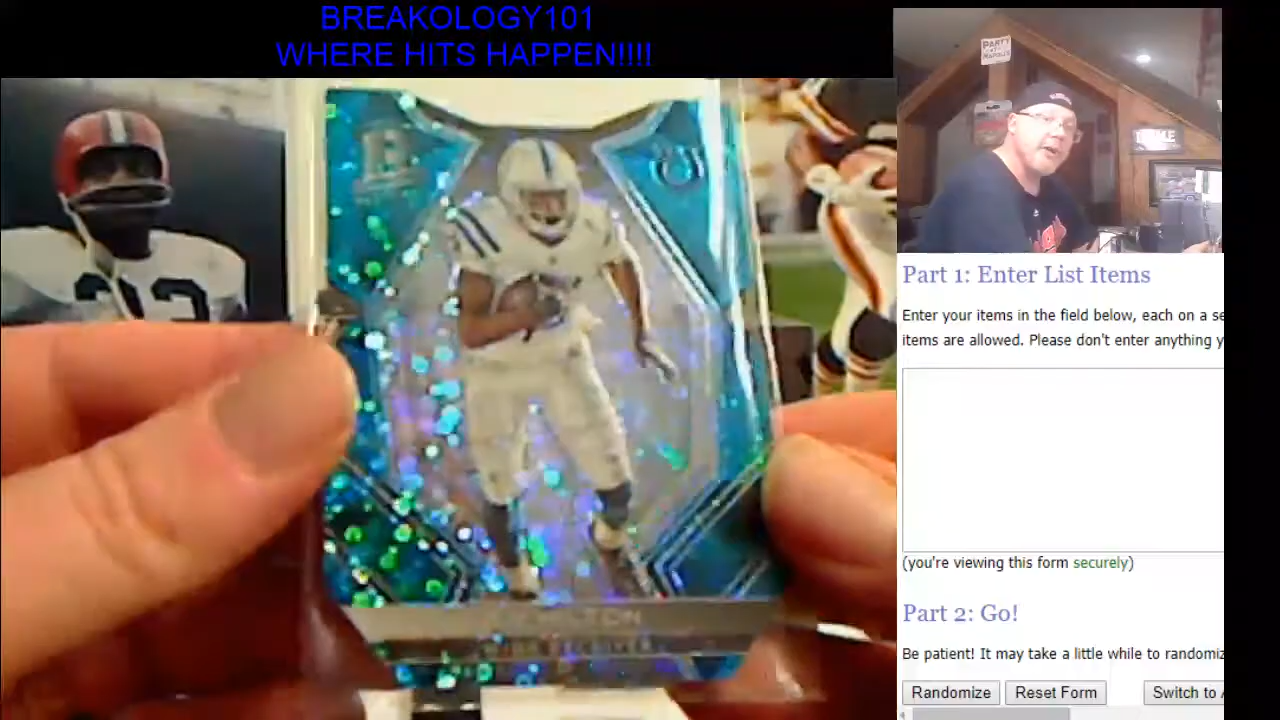 BREAKOLOGY101
WHERE HITS HAPPEN!!!!
PARTY
Part 1: Enter List Items
Enter your items in the field below, each on a se
items are allowed. Please don't enter anything y
(you're viewing this form securely)
Part 2: Go!
Be patient! It may take a little while to randomiz
Randomize
Reset Form
Switch to A